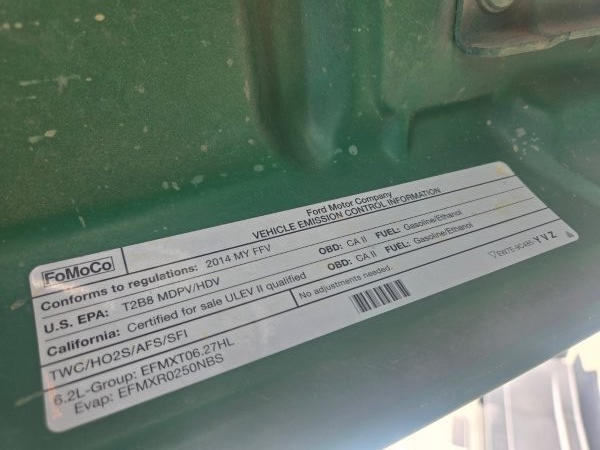 Ford Motor Company
VEHICLE EMISSION CONTROL INFORMATION
FoMoCo
Conforms to regulations: 2014 MY FFV
U.S. EPA: T2B8 MDPV/HDV OBD: CA II FUEL: Gasoline/Ethanol
California: Certified for sale ULEV II qualified OBD: CA II FUEL: Gasoline/Ethanol
TWC/HO2S/AFS/SFI
No adjustments needed.
6.2L-Group: EFMXT06.27HL
Evap: EFMXR0250NBS
YVZ